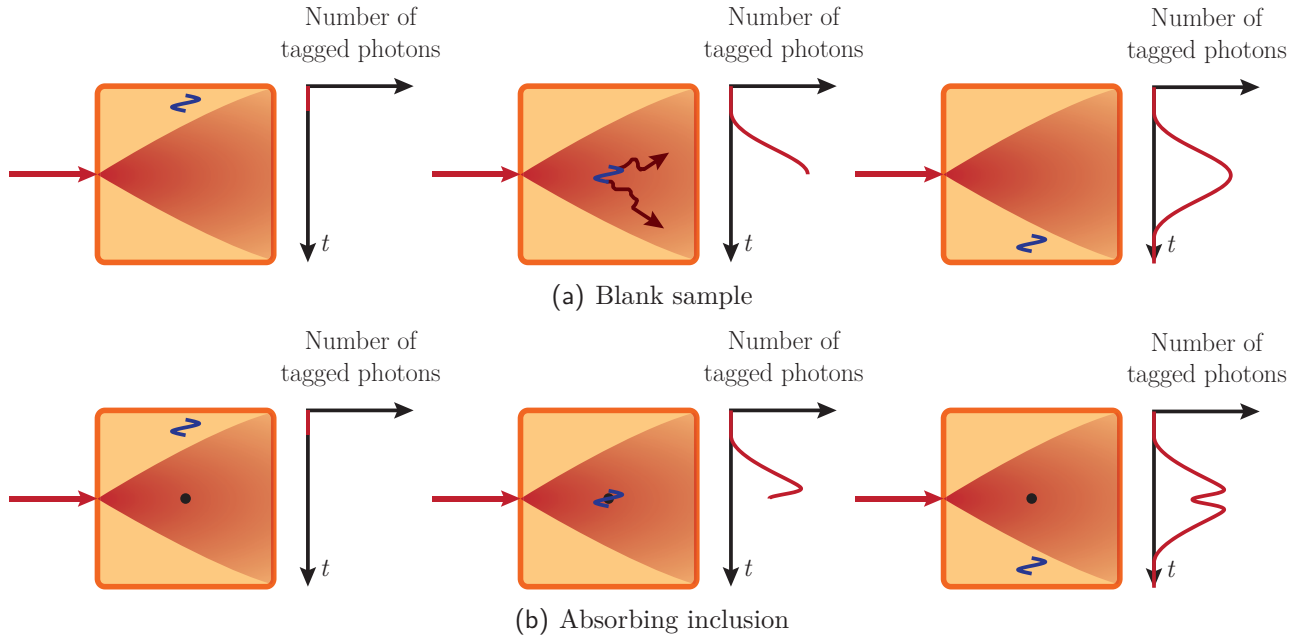 Number of
tagged photons
Number of
tagged photons
Number of
tagged photons
t
t
t
(a) Blank sample
Number of
tagged photons
Number of
tagged photons
Number of
tagged photons
t
t
t
(b) Absorbing inclusion